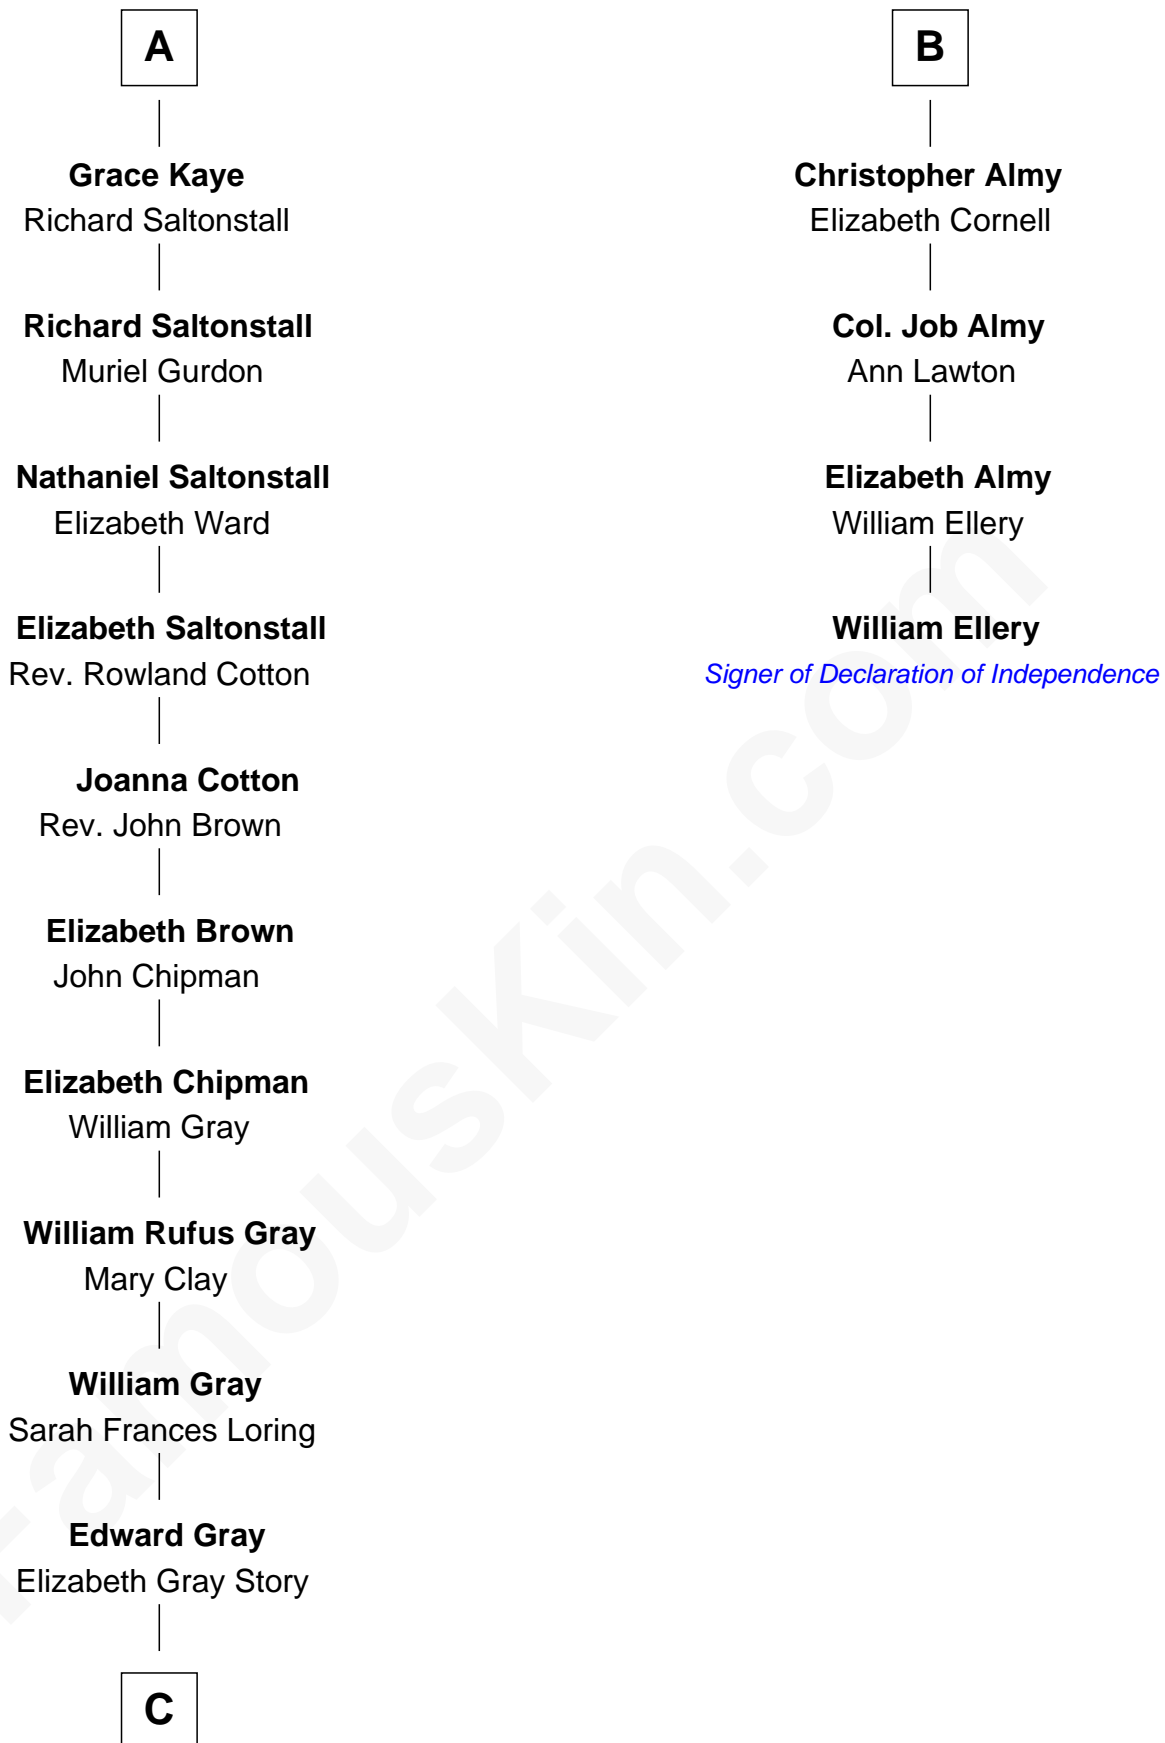 A
Grace Kaye
Richard Saltonstall
Richard Saltonstall
Muriel Gurdon
Nathaniel Saltonstall
Elizabeth Ward
Elizabeth Saltonstall
Rev. Rowland Cotton
Joanna Cotton
Rev. John Brown
Elizabeth Brown
John Chipman
Elizabeth Chipman
William Gray
William Rufus Gray
Mary Clay
William Gray
Sarah Frances Loring
Edward Gray
Elizabeth Gray Story
C
B
Christopher Almy
Elizabeth Cornell
Col. Job Almy
Ann Lawton
Elizabeth Almy
William Ellery
William Ellery
Signer of Declaration of Independence
FamousKin.com